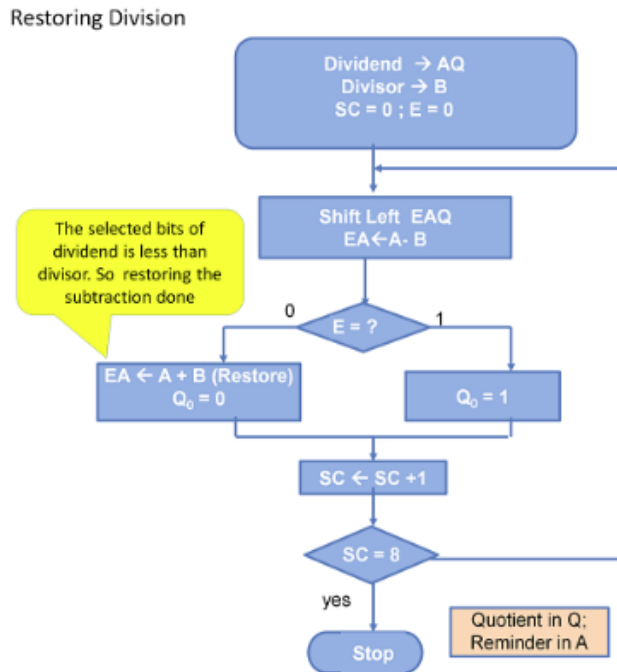 Restoring Division
Dividend → AQ
Divisor → B
SC = 0 ; E = 0
Shift Left EAQ
EA←A- B
The selected bits of
dividend is less than
divisor. So restoring the
subtraction done
0
E = ?
1
EA ← A + B (Restore)
Q₀ = 0
Q₀ = 1
SC ← SC +1
SC = 8
yes
Quotient in Q;
Reminder in A
Stop